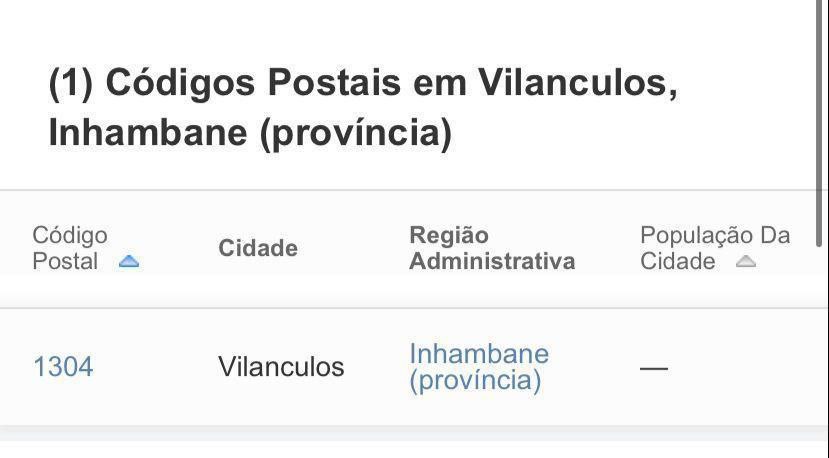 (1) Códigos Postais em Vilanculos,
Inhambane (província)
Código
Postal
Cidade
Região
Administrativa
População Da
Cidade
1304
Vilanculos
Inhambane
(província)
—